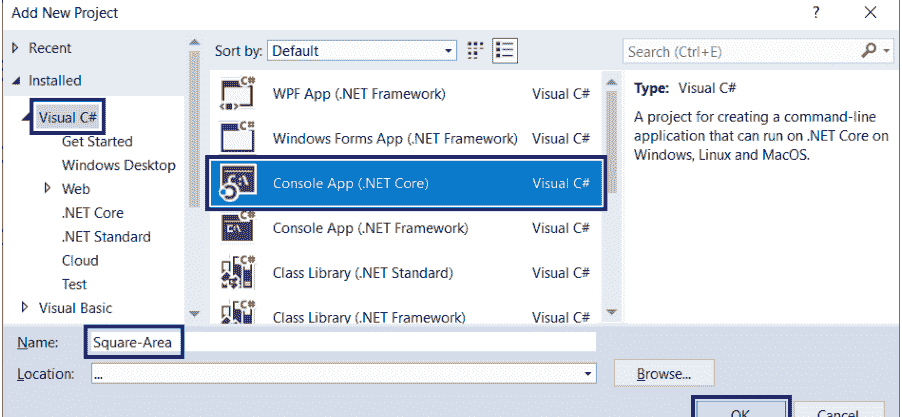 Add New Project
?
Recent
Installed
Visual C#
Get Started
Windows Desktop
Web
.NET Core
.NET Standard
Cloud
Test
Visual Basic
Sort by: Default
Search (Ctrl+E)
C# WPF App (.NET Framework) Visual C#
C# Windows Forms App (.NET Framework) Visual C#
Console App (.NET Core) Visual C#
C# Console App (.NET Framework) Visual C#
C# Class Library (.NET Standard) Visual C#
C# Class Library (.NET Framework) Visual C#
Type: Visual C#
A project for creating a command-line
application that can run on .NET Core on
Windows, Linux and MacOS.
Name: Square-Area
Location: ...
Browse...
OK Cancel